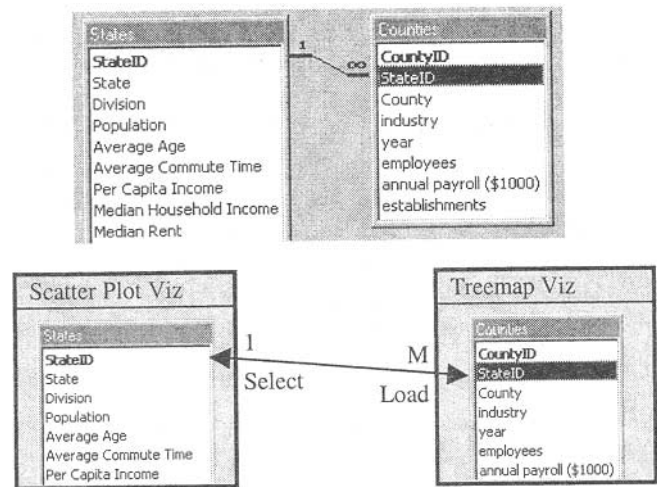 States
StateID
State
Division
Population
Average Age
Average Commute Time
Per Capita Income
Median Household Income
Median Rent
1
∞
Counties
CountyID
StateID
County
industry
year
employees
annual payroll ($1000)
establishments
Scatter Plot Viz
States
StateID
State
Division
Population
Average Age
Average Commute Time
Per Capita Income
1
Select
M
Load
Treemap Viz
Counties
CountyID
StateID
County
industry
year
employees
annual payroll ($1000)